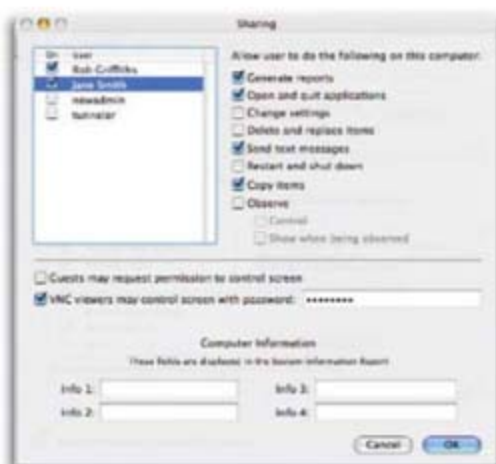 Sharing
On User
Rob Griffiths
Jane Smith
newadmin
tunneler
Allow user to do the following on this computer:
Generate reports
Open and quit applications
Change settings
Delete and replace items
Send text messages
Restart and shut down
Copy items
Observe
Control
Show when being observed
Guests may request permission to control screen
VNC viewers may control screen with password: ••••••••
Computer Information
These fields are displayed in the System Information Report
Info 1:
Info 3:
Info 2:
Info 4:
Cancel
OK